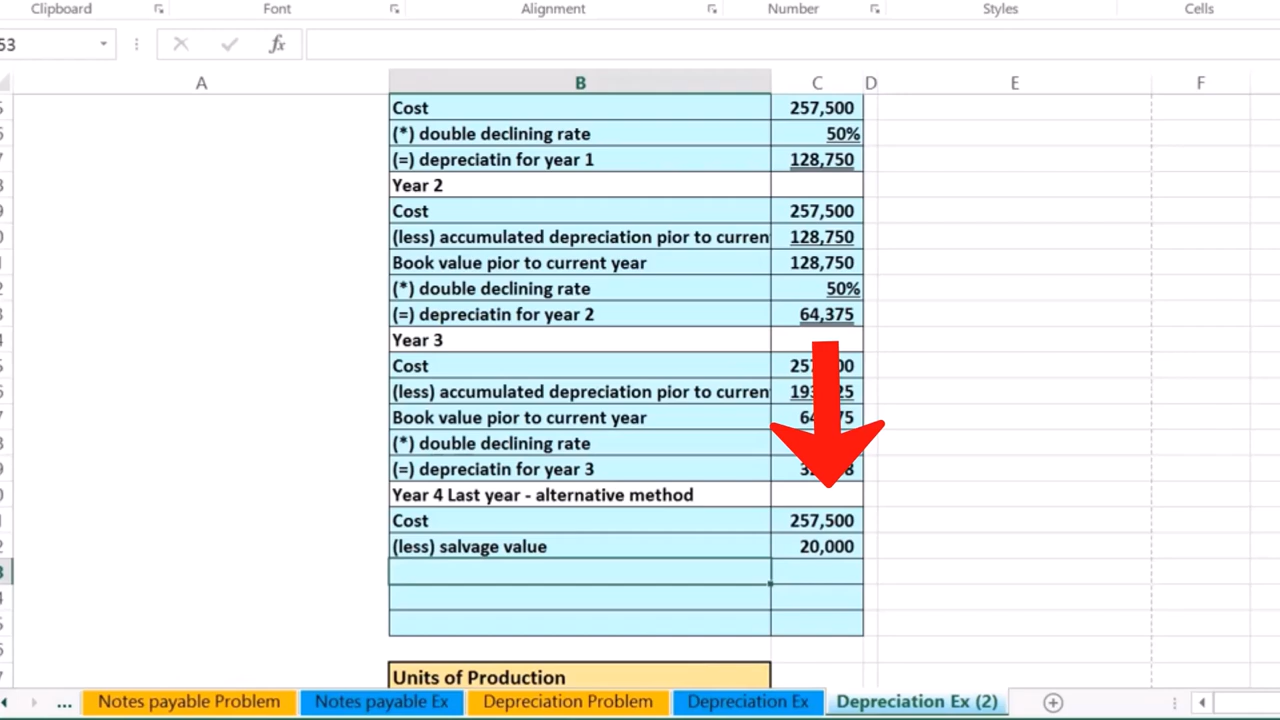 Clipboard Font Alignment Number Styles Cells
53 fx
A B C D E F
Cost 257,500
(*) double declining rate 50%
(=) depreciatin for year 1 128,750
Year 2
Cost 257,500
(less) accumulated depreciation pior to curren 128,750
Book value pior to current year 128,750
(*) double declining rate 50%
(=) depreciatin for year 2 64,375
Year 3
Cost
(less) accumulated depreciation pior to curren
Book value pior to current year
(*) double declining rate
(=) depreciatin for year 3
Year 4 Last year - alternative method
Cost 257,500
(less) salvage value 20,000
Units of Production
... Notes payable Problem Notes payable Ex Depreciation Problem Depreciation Ex Depreciation Ex (2)